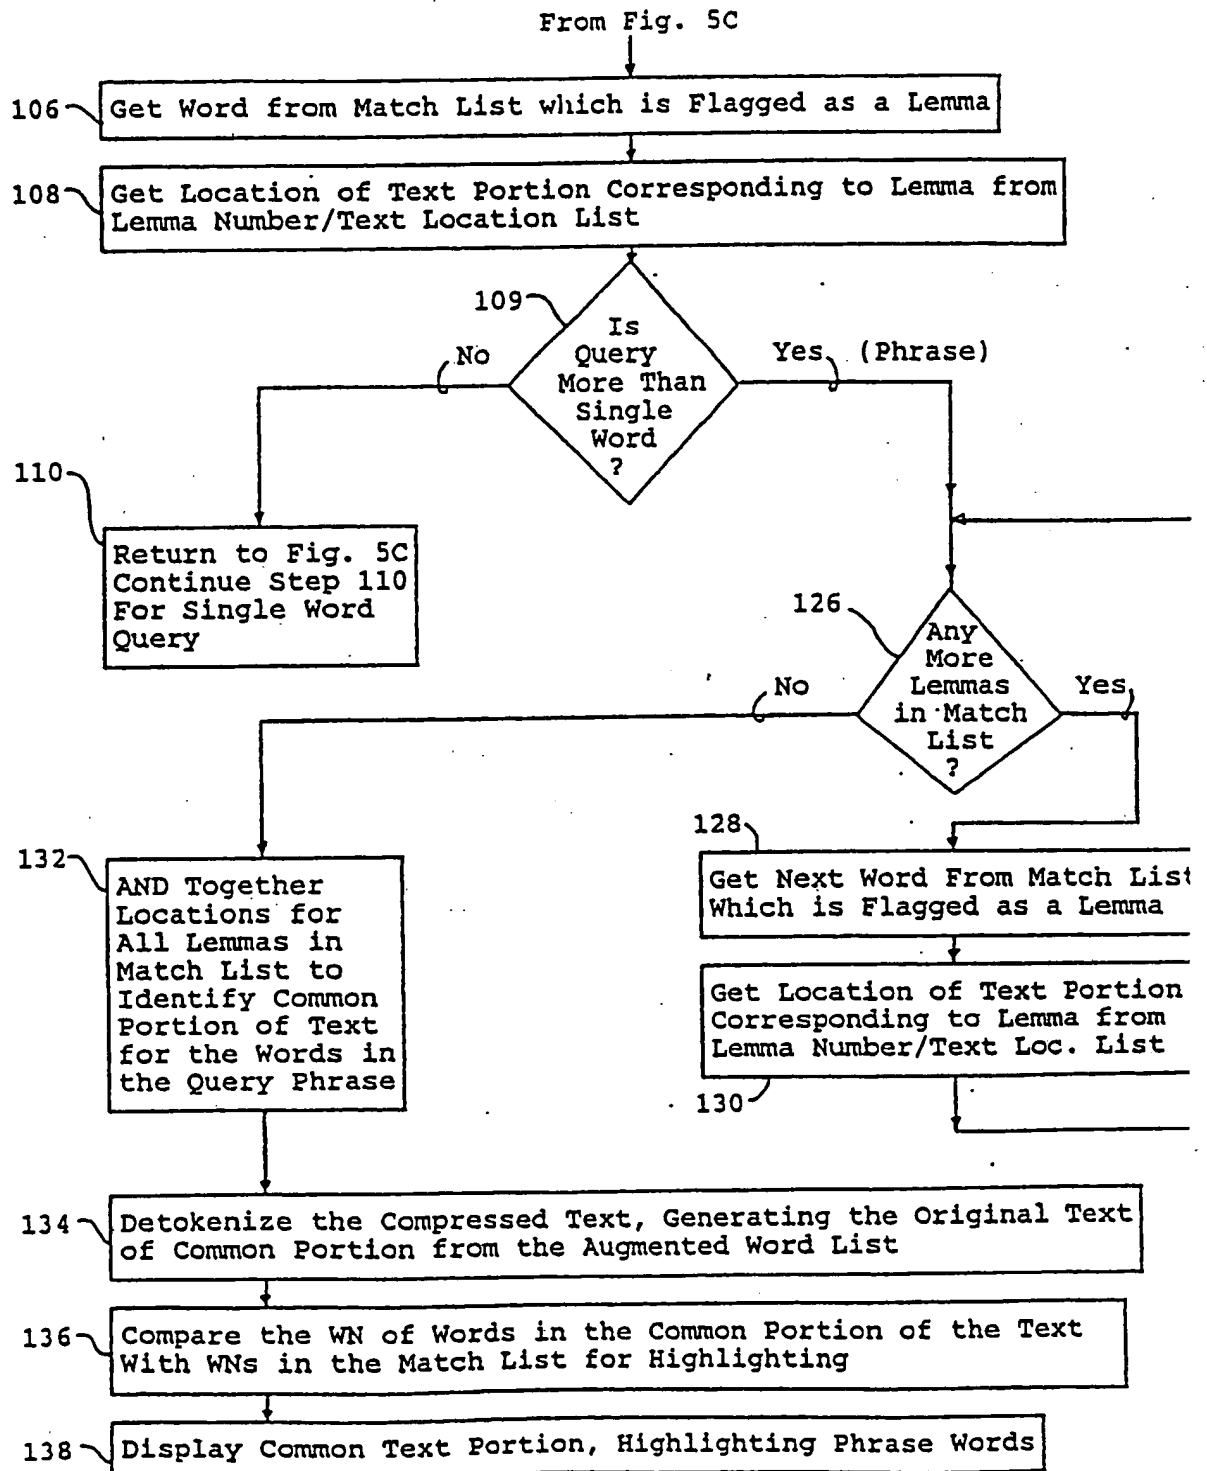 From Fig. 5C
106
Get Word from Match List which is Flagged as a Lemma
108
Get Location of Text Portion Corresponding to Lemma from
Lemma Number/Text Location List
109
Is
Query
More Than
Single
Word
?
No
Yes (Phrase)
110
Return to Fig. 5C
Continue Step 110
For Single Word
Query
126
Any
More
Lemmas
in Match
List
?
No
Yes
128
Get Next Word From Match List
Which is Flagged as a Lemma
Get Location of Text Portion
Corresponding to Lemma from
Lemma Number/Text Loc. List
130
132
AND Together
Locations for
All Lemmas in
Match List to
Identify Common
Portion of Text
for the Words in
the Query Phrase
134
Detokenize the Compressed Text, Generating the Original Text
of Common Portion from the Augmented Word List
136
Compare the WN of Words in the Common Portion of the Text
With WNs in the Match List for Highlighting
138
Display Common Text Portion, Highlighting Phrase Words